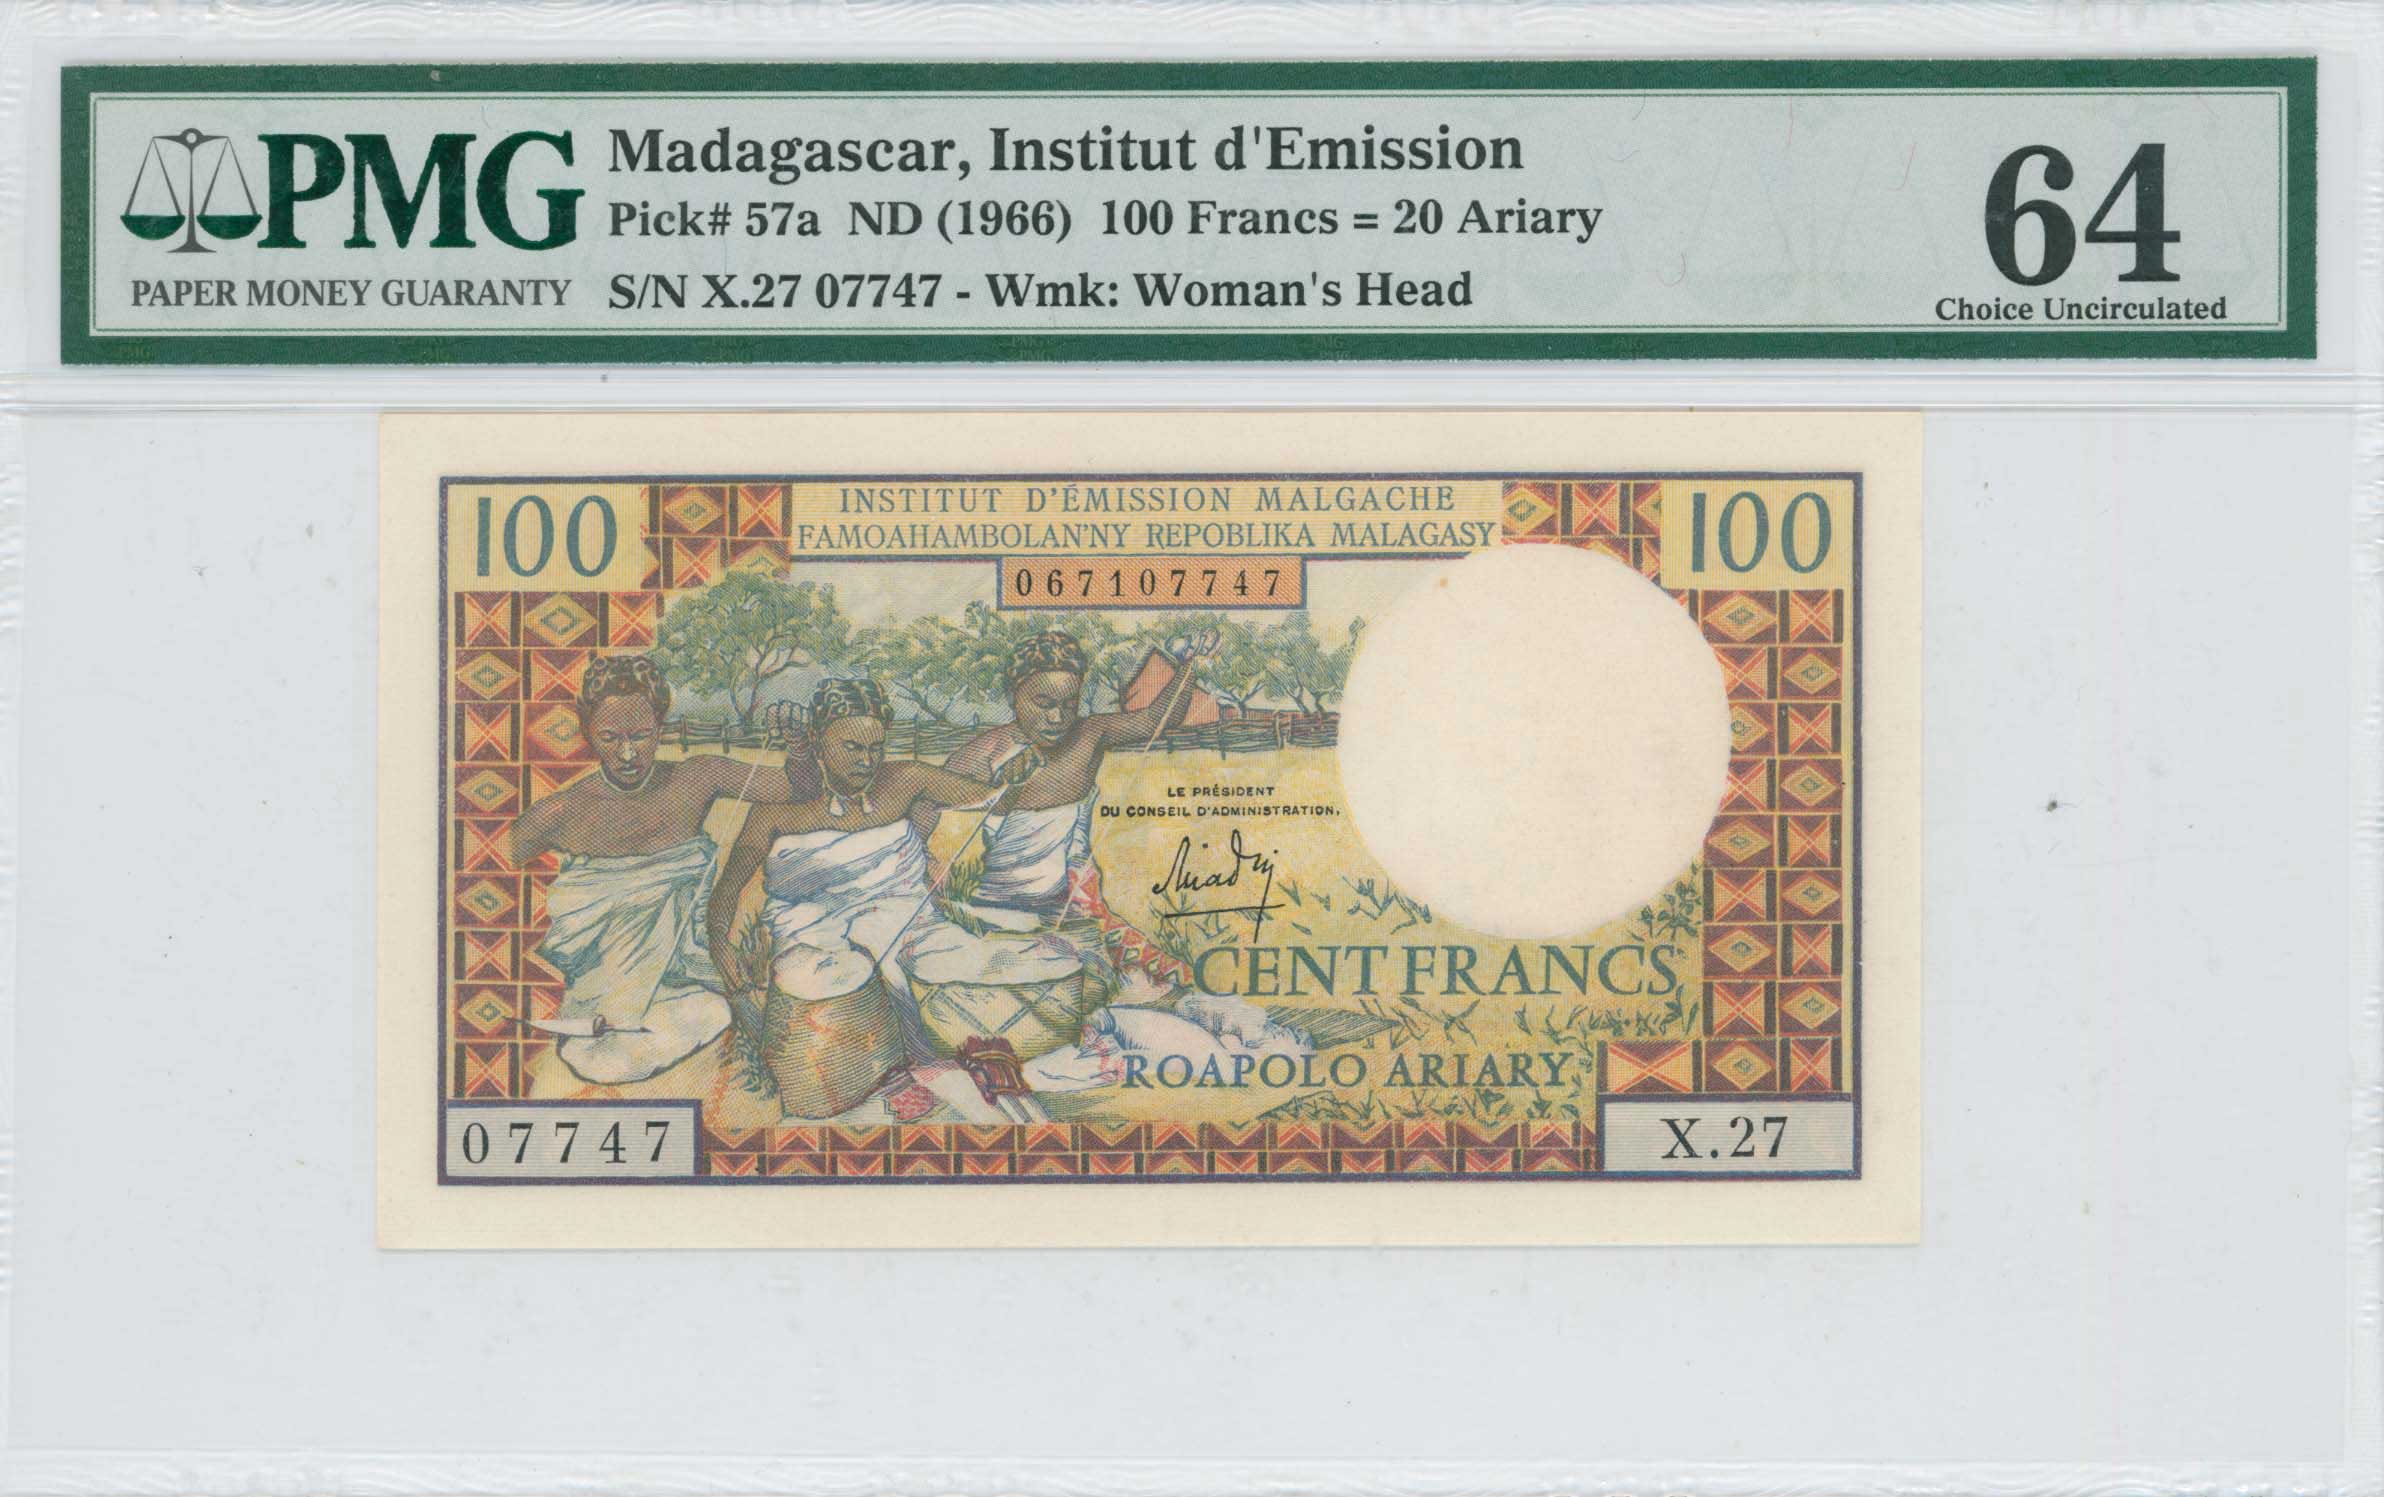 PMG
PAPER MONEY GUARANTY
Madagascar, Institut d'Emission
Pick# 57a ND (1966) 100 Francs = 20 Ariary
S/N X.27 07747 - Wmk: Woman's Head
64
Choice Uncirculated
100
INSTITUT D'ÉMISSION MALGACHE
FAMOAHAMBOLAN'NY REPOBLIKA MALAGASY
100
067107747
LE PRÉSIDENT
DU CONSEIL D'ADMINISTRATION,
CENT FRANCS
ROAPOLO ARIARY
07747
X.27